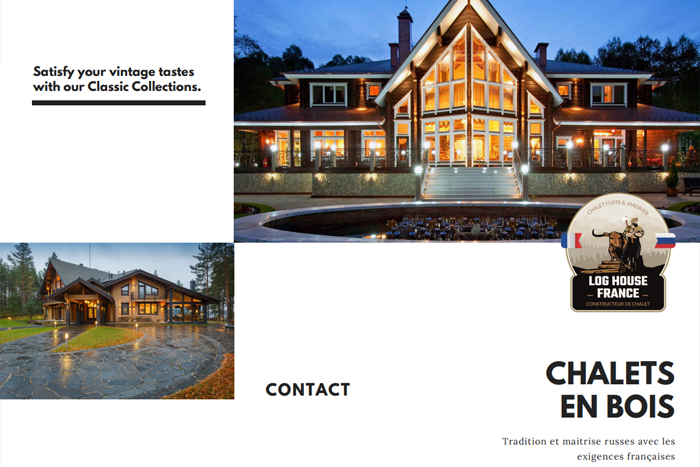 Satisfy your vintage tastes
with our Classic Collections.
CHALET FUSTE & MADRIER
LOG HOUSE
FRANCE
CONSTRUCTEUR DE CHALET
CONTACT
CHALETS
EN BOIS
Tradition et maitrise russes avec les
exigences françaises